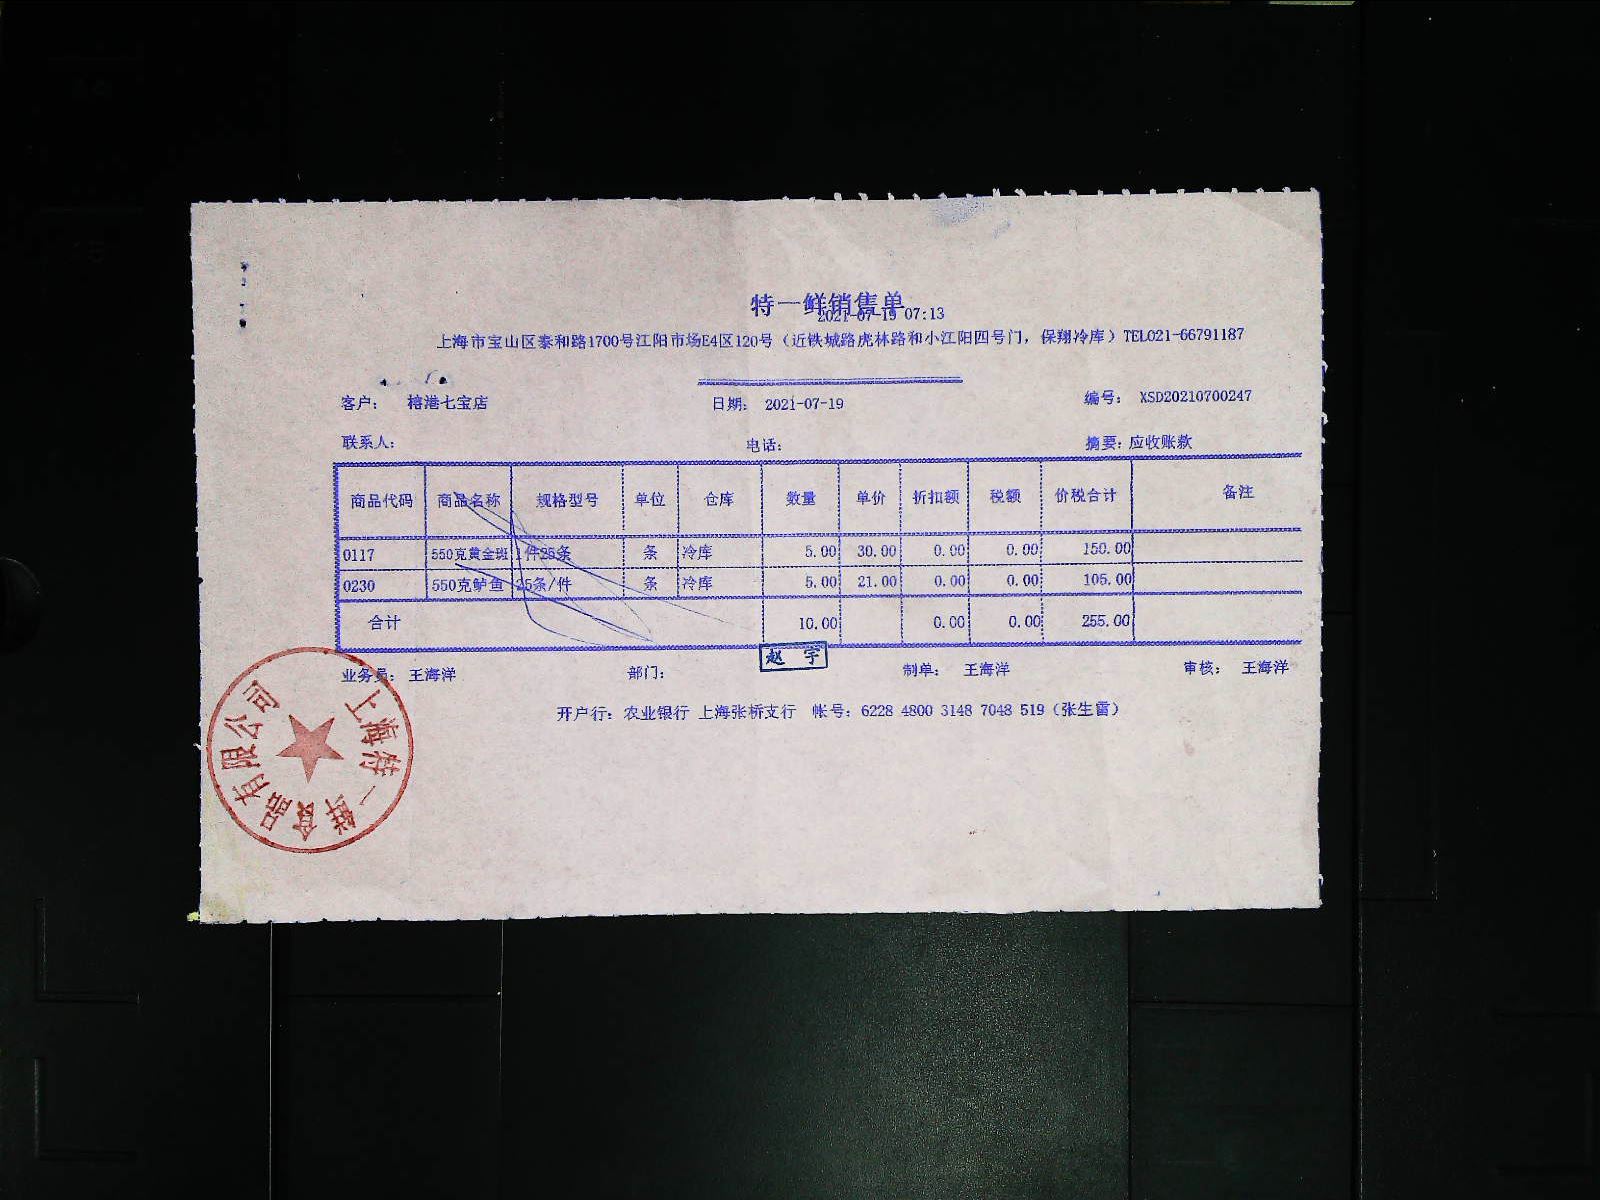 特一鲜销售单
2021-07-19 07:13
上海市宝山区泰和路1700号江阳市场E4区120号（近铁城路虎林路和小江阳四号门，保翔冷库）TEL021-66791187
客户： 榕港七宝店 日期： 2021-07-19 编号： XSD20210700247
联系人： 电话： 摘要：应收账款
商品代码 商品名称 规格型号 单位 仓库 数量 单价 折扣额 税额 价税合计 备注
0117 550克黄金斑 1件25条 条 冷库 5.00 30.00 0.00 0.00 150.00
0230 550克鲈鱼 25条/件 条 冷库 5.00 21.00 0.00 0.00 105.00
合计 10.00 0.00 0.00 255.00
赵宇
业务员： 王海洋 部门： 制单： 王海洋 审核： 王海洋
开户行：农业银行 上海张桥支行 帐号：6228 4800 3148 7048 519（张生雷）
上海特一鲜食品有限公司